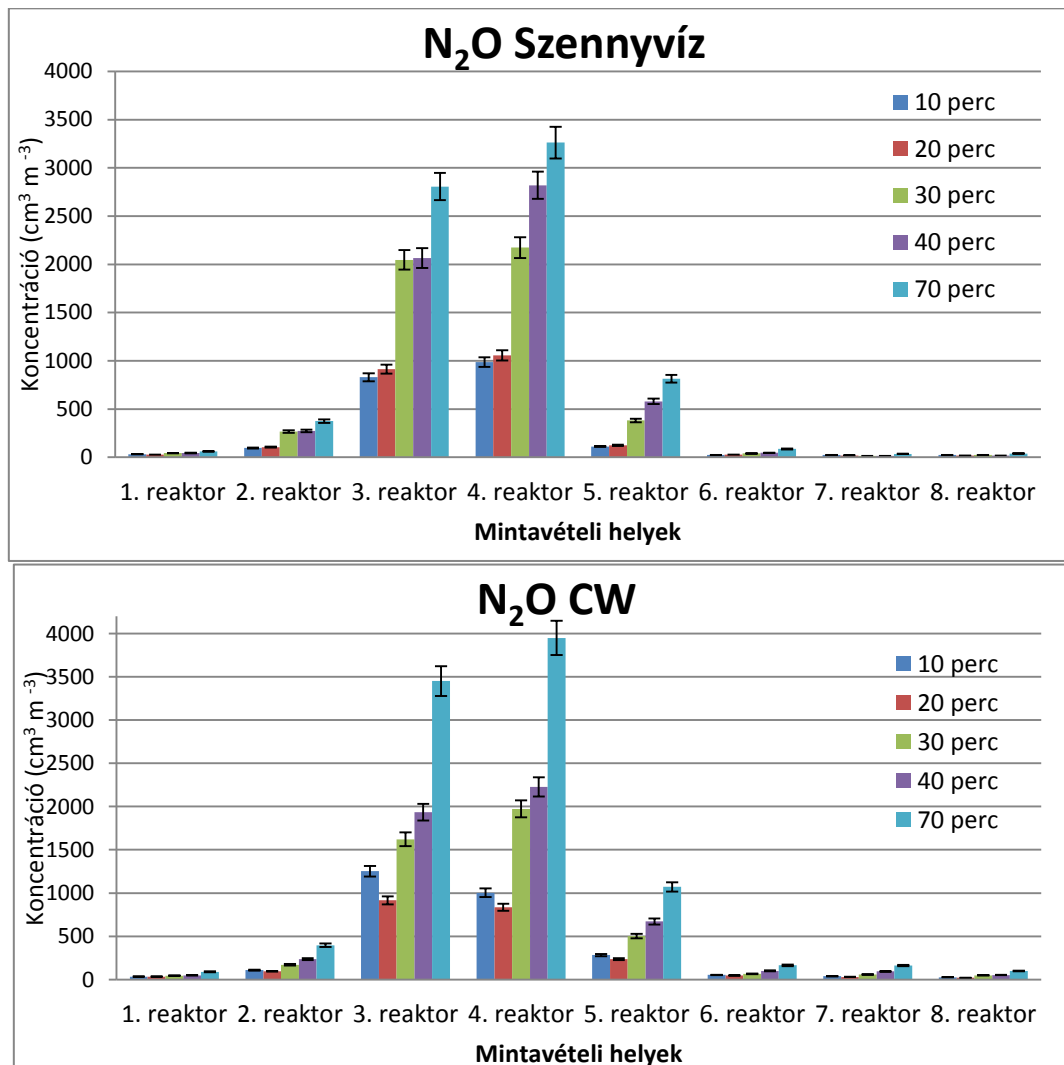 N₂O Szennyvíz
Koncentráció (cm³ m ⁻³)
4000
3500
3000
2500
2000
1500
1000
500
0
10 perc
20 perc
30 perc
40 perc
70 perc
1. reaktor 2. reaktor 3. reaktor 4. reaktor 5. reaktor 6. reaktor 7. reaktor 8. reaktor
Mintavételi helyek
N₂O CW
Koncentráció (cm³ m ⁻³)
4000
3500
3000
2500
2000
1500
1000
500
0
10 perc
20 perc
30 perc
40 perc
70 perc
1. reaktor 2. reaktor 3. reaktor 4. reaktor 5. reaktor 6. reaktor 7. reaktor 8. reaktor
Mintavételi helyek